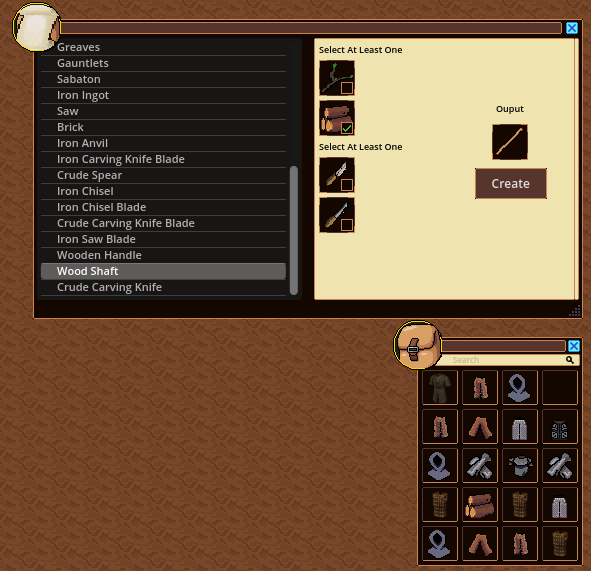 Greaves
Gauntlets
Sabaton
Iron Ingot
Saw
Brick
Iron Anvil
Iron Carving Knife Blade
Crude Spear
Iron Chisel
Iron Chisel Blade
Crude Carving Knife Blade
Iron Saw Blade
Wooden Handle
Wood Shaft
Crude Carving Knife
Select At Least One
Select At Least One
Ouput
Create
Search